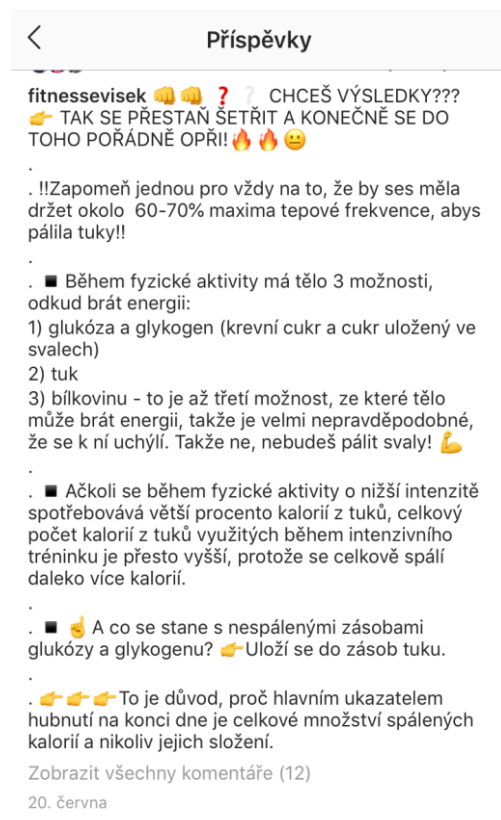 Příspěvky
fitnessevisek 👊👊 ❓❔ CHCEŠ VÝSLEDKY???
👉 TAK SE PŘESTAŇ ŠETŘIT A KONEČNĚ SE DO
TOHO POŘÁDNĚ OPŘI!🔥🔥😐
.
. !!Zapomeň jednou pro vždy na to, že by ses měla
držet okolo 60-70% maxima tepové frekvence, abys
pálila tuky!!
.
. ◾ Během fyzické aktivity má tělo 3 možnosti,
odkud brát energii:
1) glukóza a glykogen (krevní cukr a cukr uložený ve
svalech)
2) tuk
3) bílkovinu - to je až třetí možnost, ze které tělo
může brát energii, takže je velmi nepravděpodobné,
že se k ní uchýlí. Takže ne, nebudeš pálit svaly! 💪
.
. ◾ Ačkoli se během fyzické aktivity o nižší intenzitě
spotřebovává větší procento kalorií z tuků, celkový
počet kalorií z tuků využitých během intenzivního
tréninku je přesto vyšší, protože se celkově spálí
daleko více kalorií.
.
. ◾ ☝️ A co se stane s nespálenými zásobami
glukózy a glykogenu? 👉Uloží se do zásob tuku.
.
. 👉👉👉To je důvod, proč hlavním ukazatelem
hubnutí na konci dne je celkové množství spálených
kalorií a nikoliv jejich složení.
Zobrazit všechny komentáře (12)
20. června